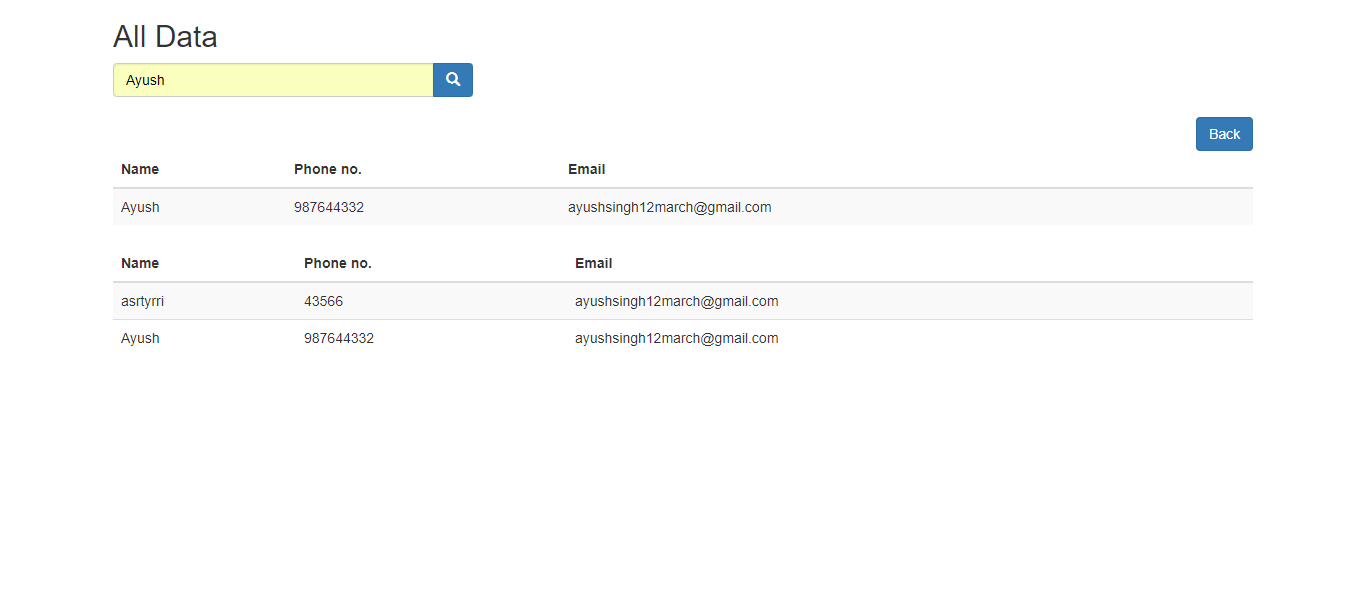 All Data
Ayush
Back
Name Phone no. Email
Ayush 987644332 ayushsingh12march@gmail.com
Name Phone no. Email
asrtyrri 43566 ayushsingh12march@gmail.com
Ayush 987644332 ayushsingh12march@gmail.com